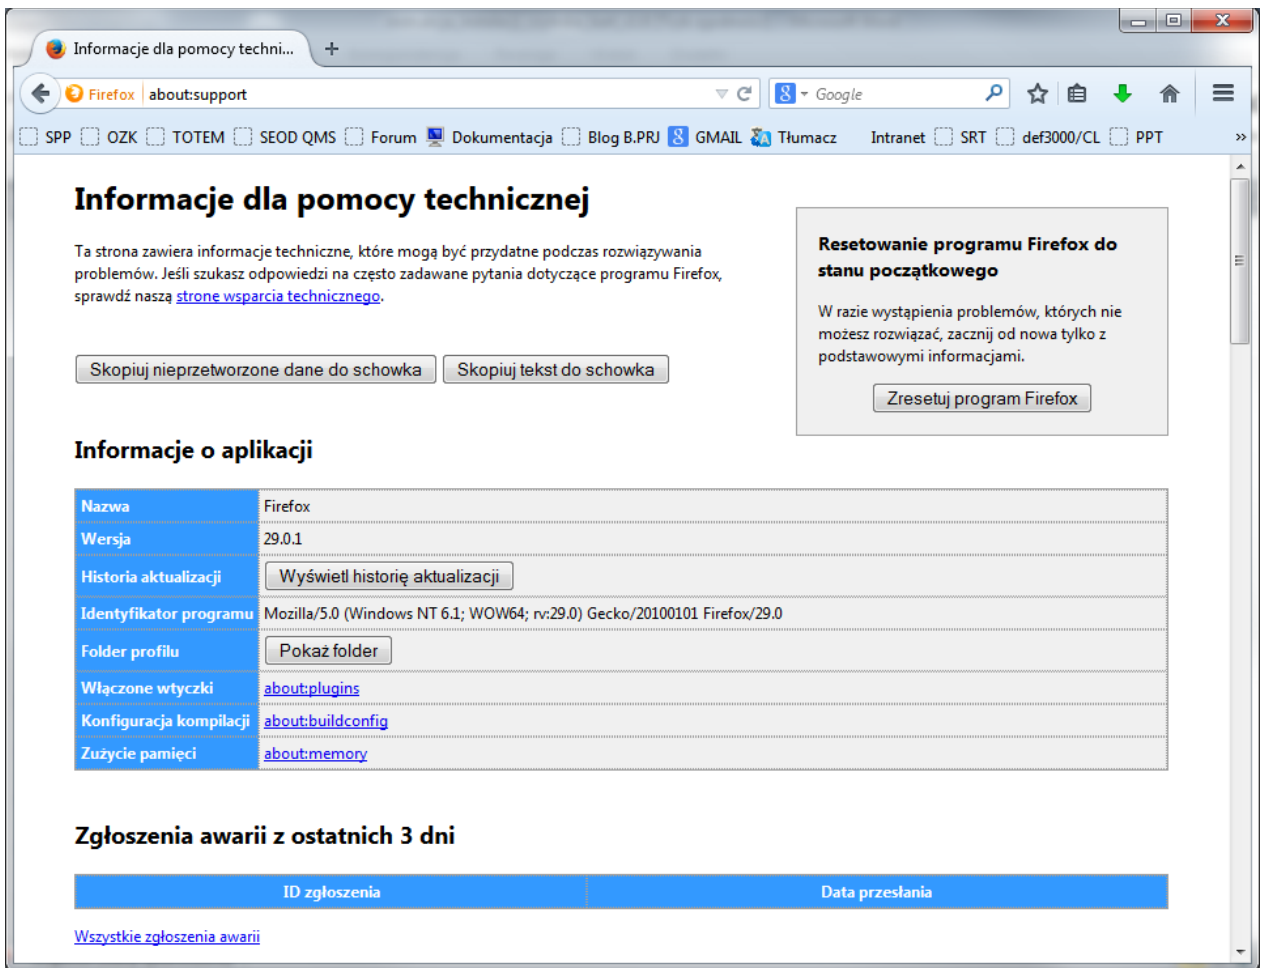 Informacje dla pomocy techni...
Firefox about:support
Google
SPP OZK TOTEM SEOD QMS Forum Dokumentacja Blog B.PRJ GMAIL Tłumacz Intranet SRT def3000/CL PPT »
Informacje dla pomocy technicznej
Ta strona zawiera informacje techniczne, które mogą być przydatne podczas rozwiązywania
problemów. Jeśli szukasz odpowiedzi na często zadawane pytania dotyczące programu Firefox,
sprawdź naszą strone wsparcia technicznego.
Skopiuj nieprzetworzone dane do schowka Skopiuj tekst do schowka
Resetowanie programu Firefox do
stanu początkowego
W razie wystąpienia problemów, których nie
możesz rozwiązać, zacznij od nowa tylko z
podstawowymi informacjami.
Zresetuj program Firefox
Informacje o aplikacji
Nazwa Firefox
Wersja 29.0.1
Historia aktualizacji Wyświetl historię aktualizacji
Identyfikator programu Mozilla/5.0 (Windows NT 6.1; WOW64; rv:29.0) Gecko/20100101 Firefox/29.0
Folder profilu Pokaż folder
Włączone wtyczki about:plugins
Konfiguracja kompilacji about:buildconfig
Zużycie pamięci about:memory
Zgłoszenia awarii z ostatnich 3 dni
ID zgłoszenia Data przesłania
Wszystkie zgłoszenia awarii